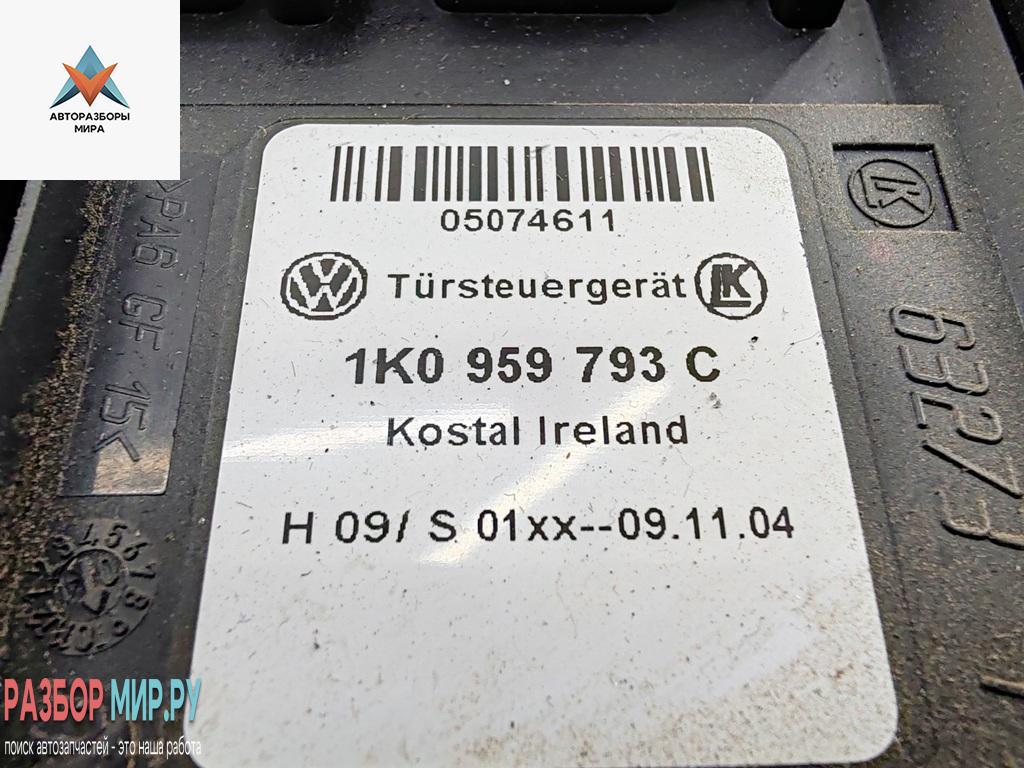 АВТОРАЗБОРЫ
МИРА
05074611
Türsteuergerät
1K0 959 793 C
Kostal Ireland
H 09/ S 01xx--09.11.04
>PA6 GF 15<
РАЗБОР МИР.РУ
поиск автозапчастей - это наша работа